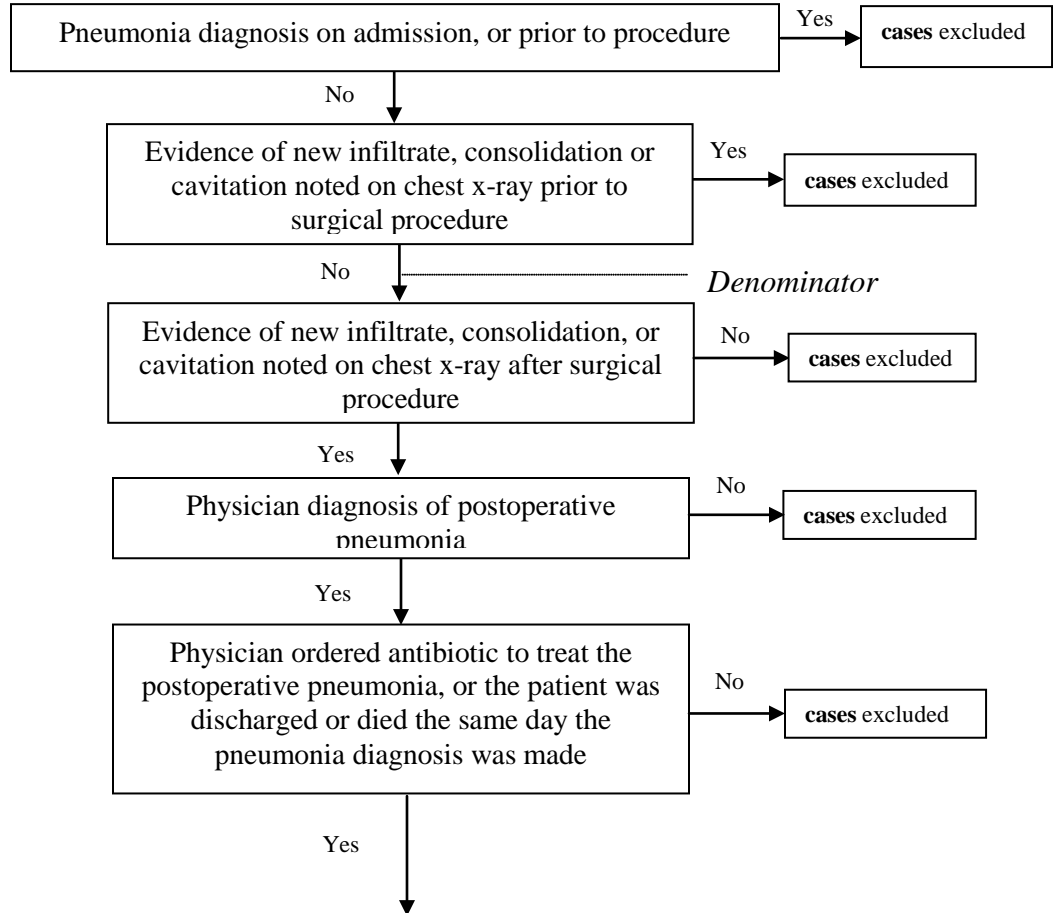 Pneumonia diagnosis on admission, or prior to procedure
Yes
cases excluded
No
Evidence of new infiltrate, consolidation or
cavitation noted on chest x-ray prior to
surgical procedure
Yes
cases excluded
No
Denominator
Evidence of new infiltrate, consolidation, or
cavitation noted on chest x-ray after surgical
procedure
No
cases excluded
Yes
Physician diagnosis of postoperative
pneumonia
No
cases excluded
Yes
Physician ordered antibiotic to treat the
postoperative pneumonia, or the patient was
discharged or died the same day the
pneumonia diagnosis was made
No
cases excluded
Yes